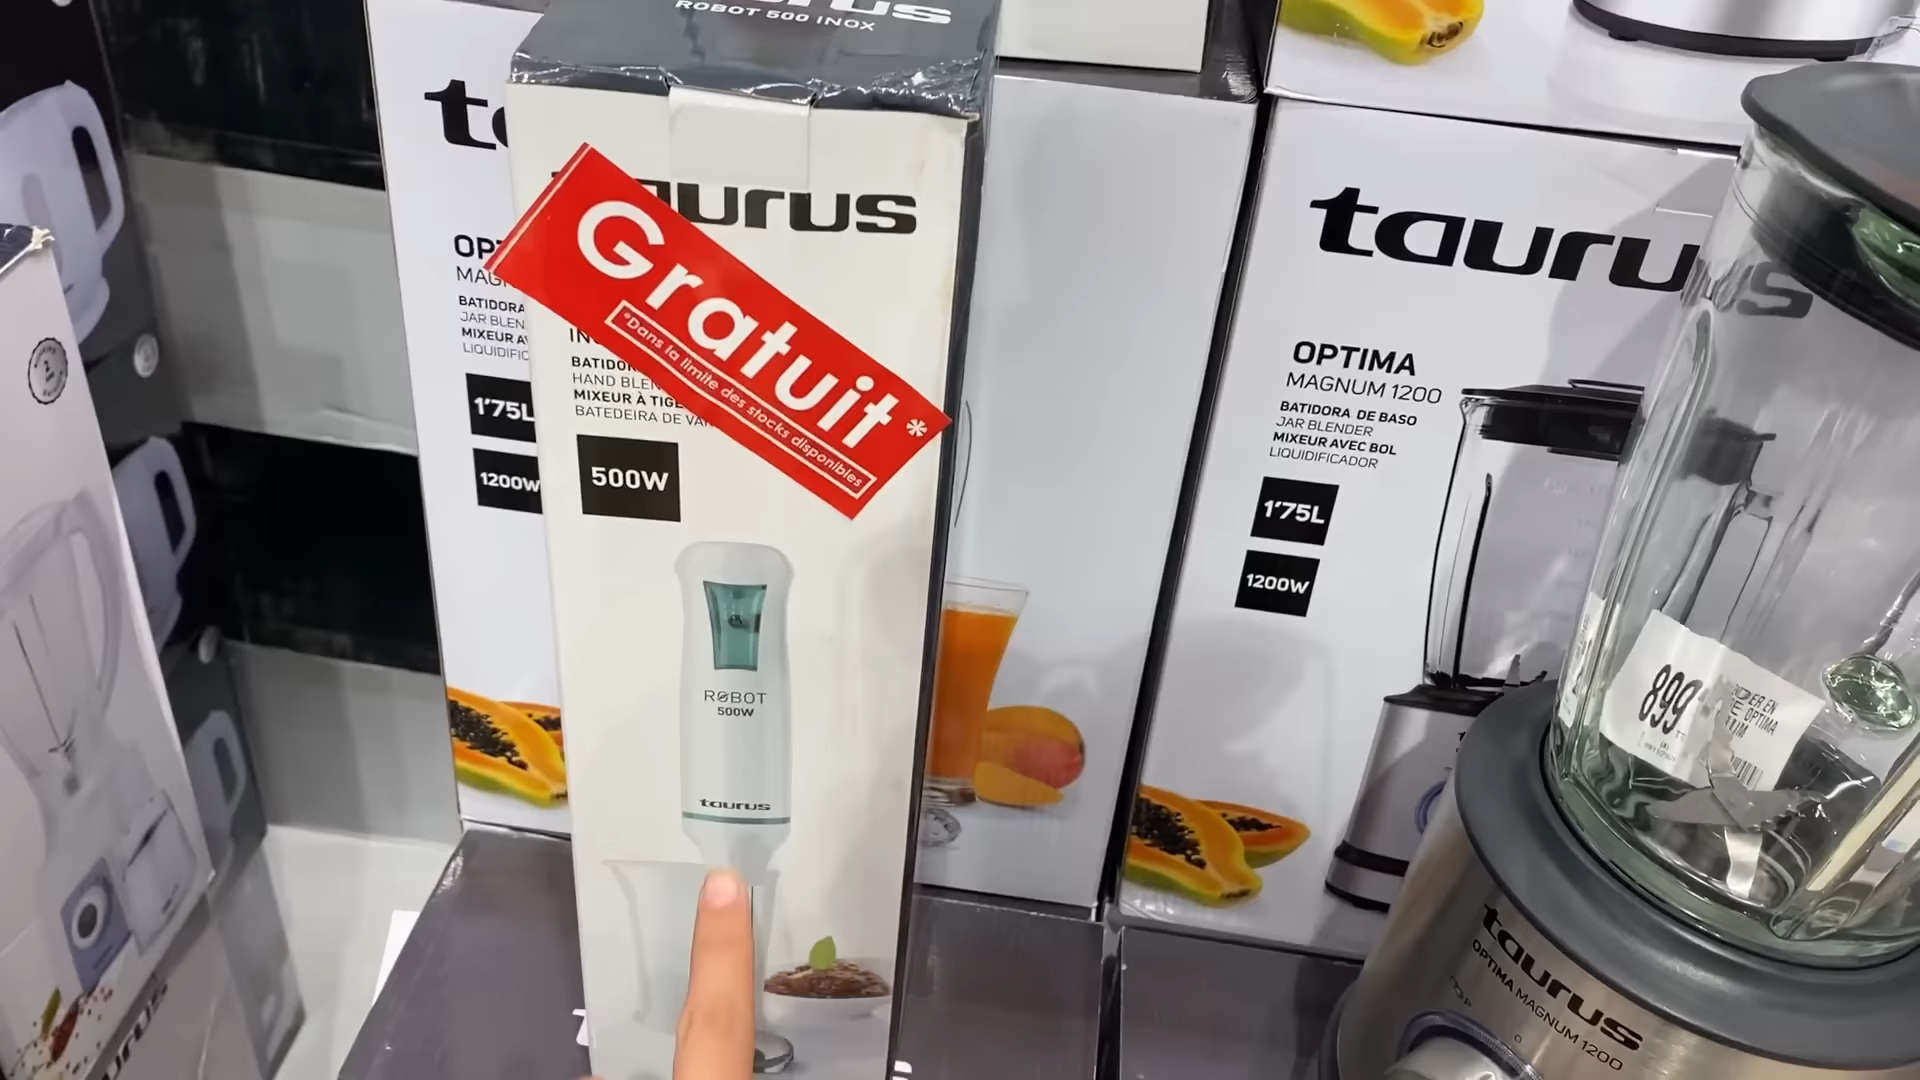 taurus
ROBOT 500 INOX
taurus
Gratuit*
*Dans la limite des stocks disponibles
HAND BLEN
MIXEUR À TIGE
BATEDEIRA DE VA
500W
ROBOT
500W
taurus
OPT
MAG
BATIDORA
JAR BLEN
MIXEUR AV
LIQUIDIFIC
1'75L
1200W
taurus
OPTIMA
MAGNUM 1200
BATIDORA DE BASO
JAR BLENDER
MIXEUR AVEC BOL
LIQUIDIFICADOR
1'75L
1200W
899
OPTIMA
taurus
OPTIMA MAGNUM 1200